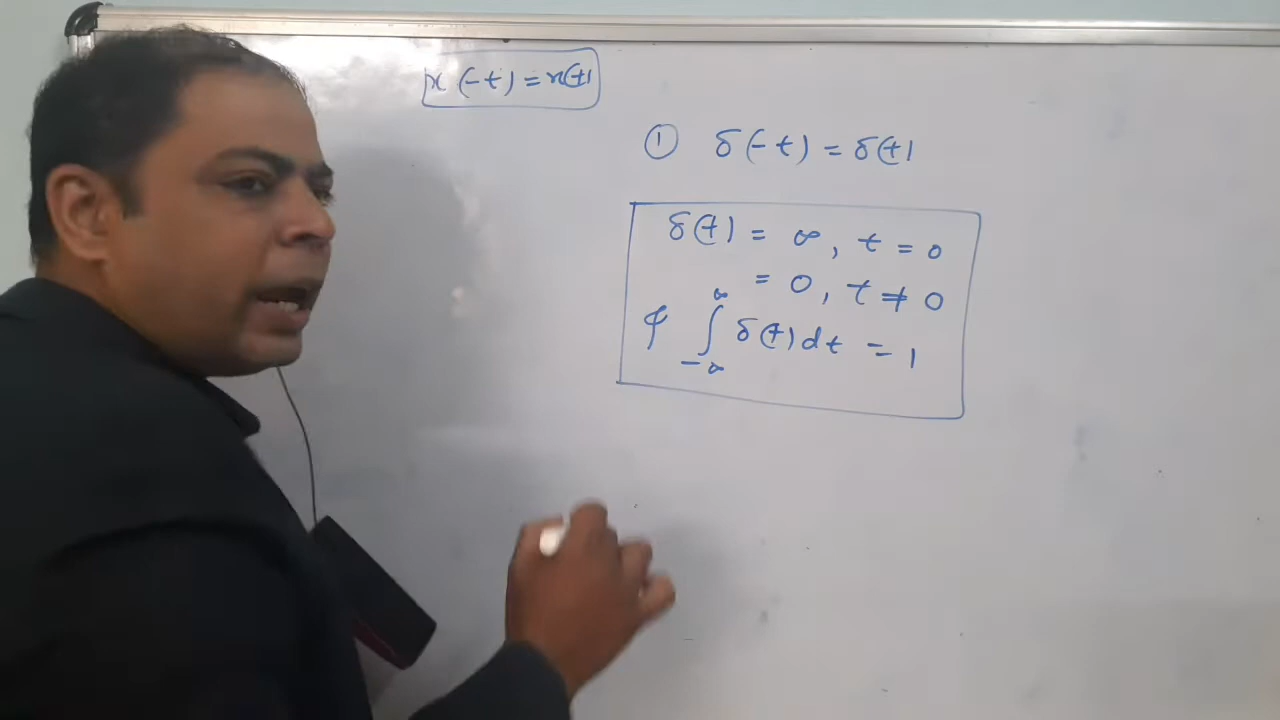 x(-t) = x(t)
① δ(-t) = δ(t)
δ(t) = ∞, t = 0
= 0, t ≠ 0
& ∫_{-∞}^{∞} δ(t)dt = 1